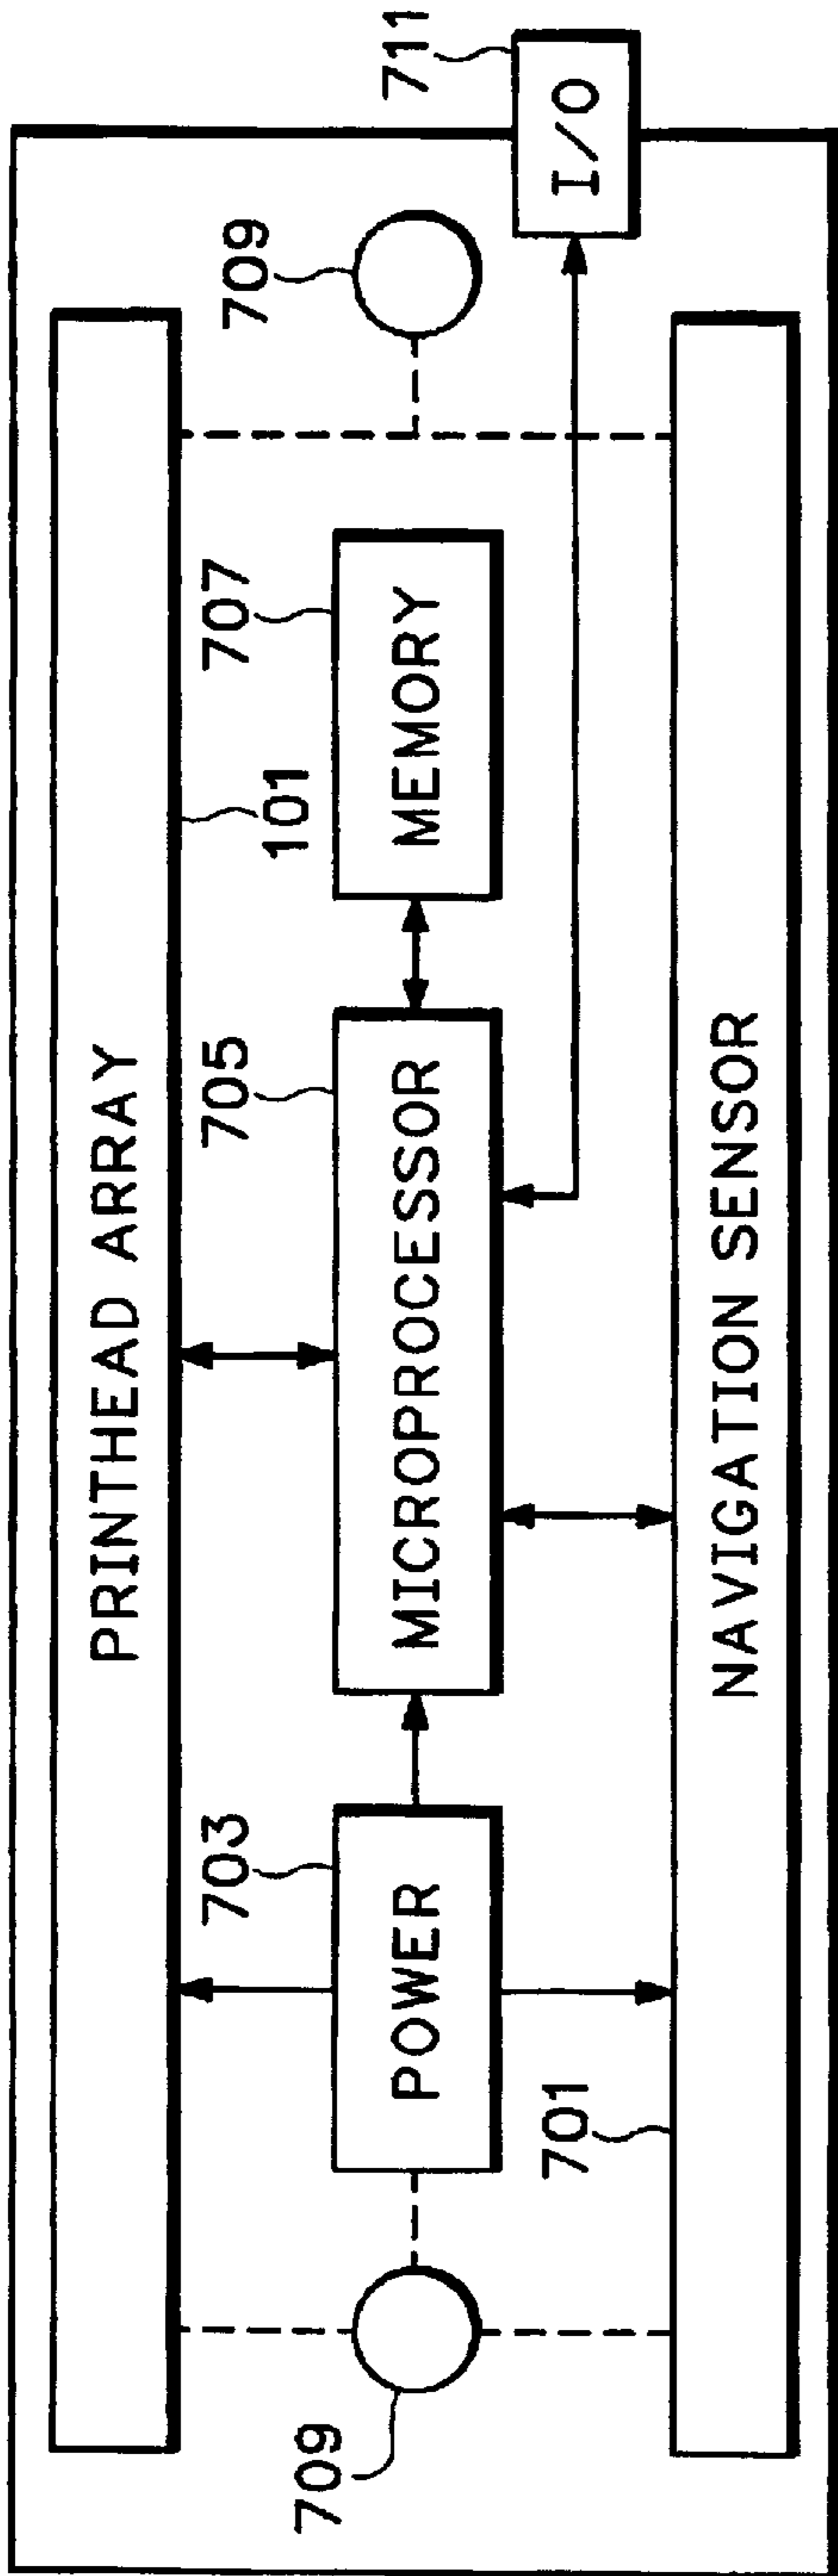 PRINTHEAD ARRAY
101
709
703
705
707
709
711
POWER
MICROPROCESSOR
MEMORY
I/O
701
NAVIGATION SENSOR